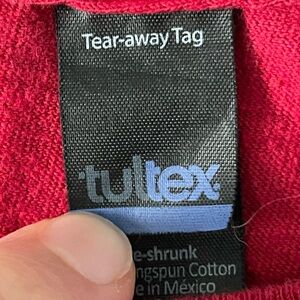 Tear-away Tag
tultex
e-shrunk
ngspun Cotton
e in México